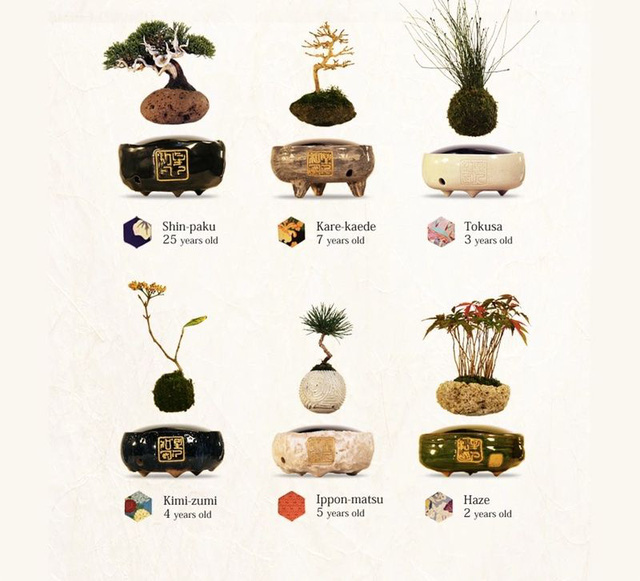 Shin-paku
25 years old
Kare-kaede
7 years old
Tokusa
3 years old
Kimi-zumi
4 years old
Ippon-matsu
5 years old
Haze
2 years old